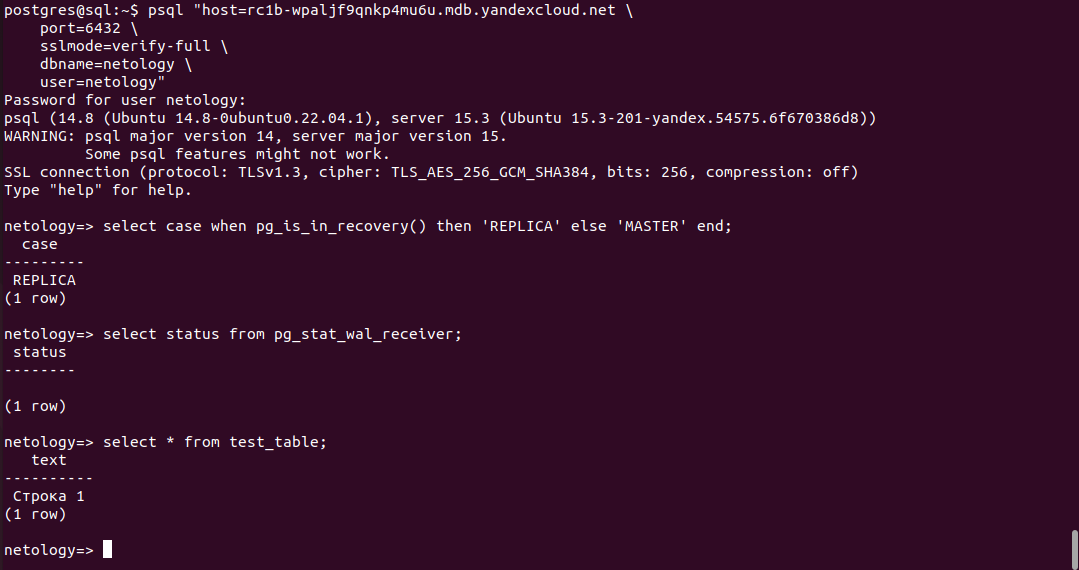 postgres@sql:~$ psql "host=rc1b-wpaljf9qnkp4mu6u.mdb.yandexcloud.net \
    port=6432 \
    sslmode=verify-full \
    dbname=netology \
    user=netology"
Password for user netology:
psql (14.8 (Ubuntu 14.8-0ubuntu0.22.04.1), server 15.3 (Ubuntu 15.3-201-yandex.54575.6f670386d8))
WARNING: psql major version 14, server major version 15.
         Some psql features might not work.
SSL connection (protocol: TLSv1.3, cipher: TLS_AES_256_GCM_SHA384, bits: 256, compression: off)
Type "help" for help.

netology=> select case when pg_is_in_recovery() then 'REPLICA' else 'MASTER' end;
  case
---------
 REPLICA
(1 row)

netology=> select status from pg_stat_wal_receiver;
 status
--------

(1 row)

netology=> select * from test_table;
   text
----------
 Строка 1
(1 row)

netology=>